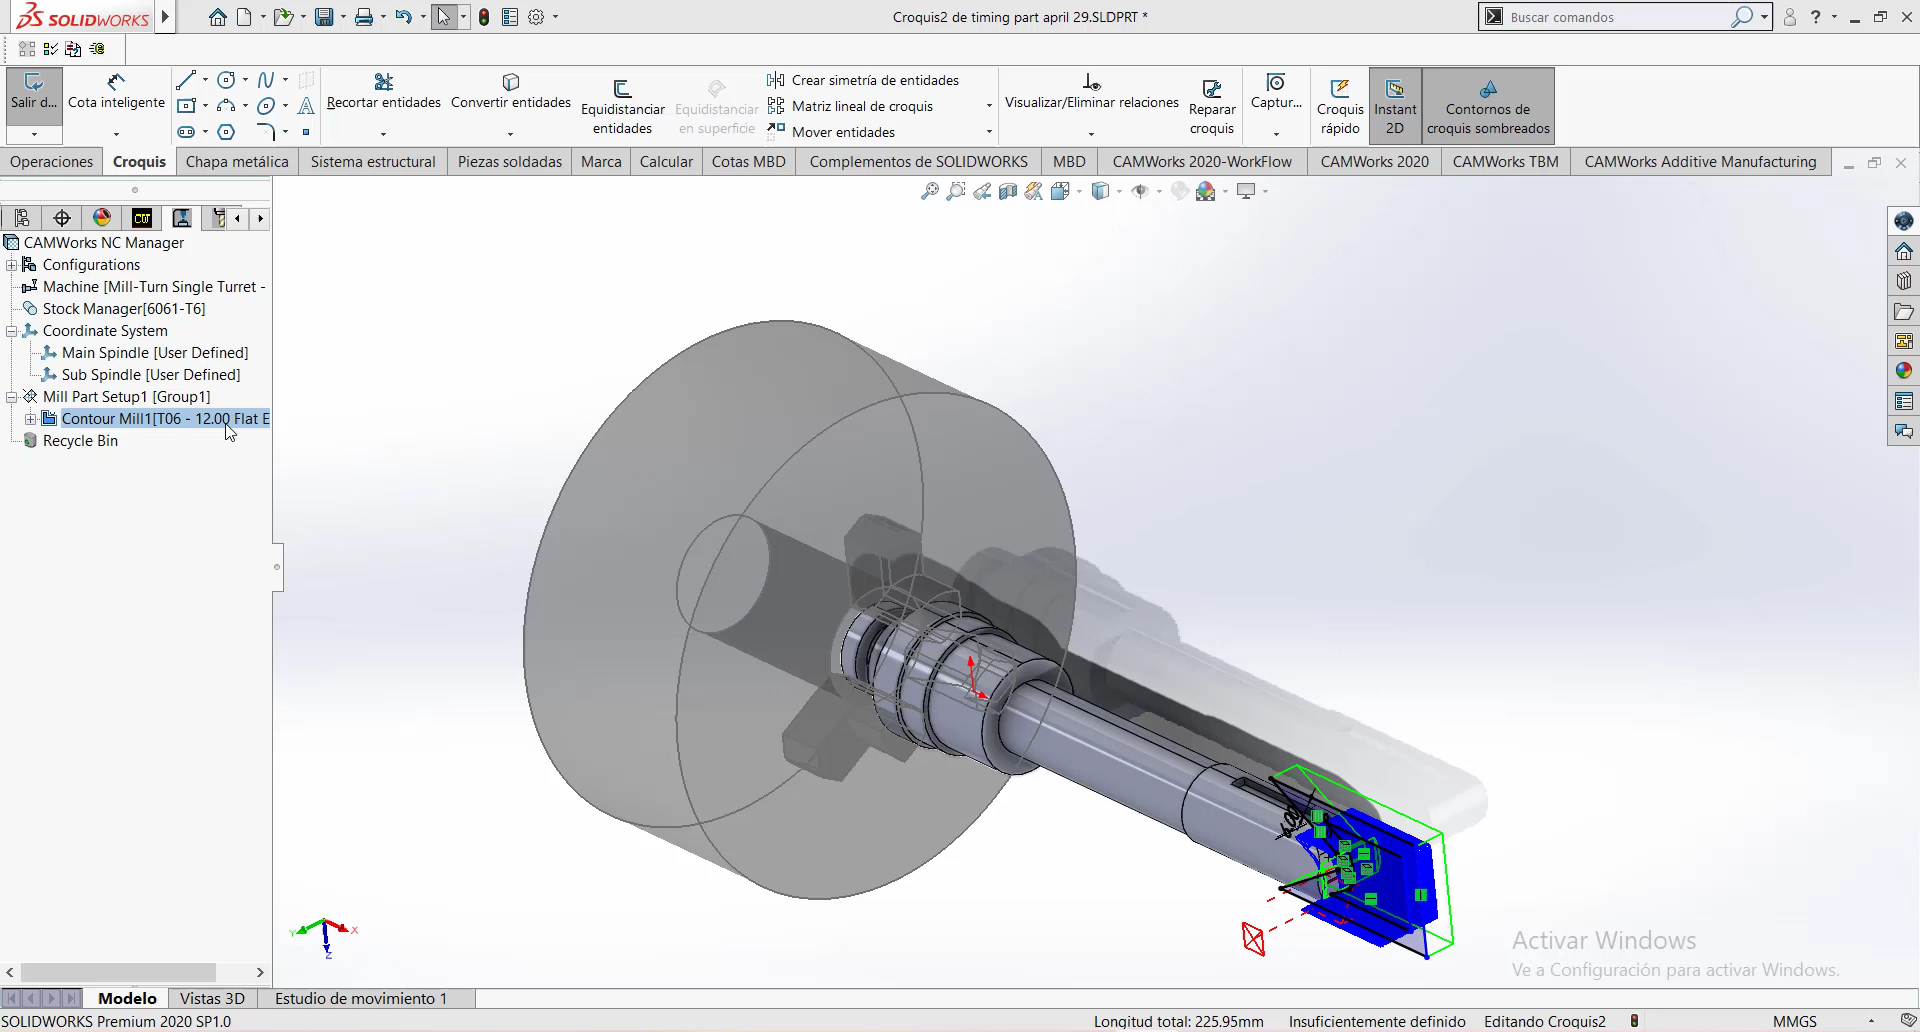 SOLIDWORKS
Croquis2 de timing part april 29.SLDPRT *
Buscar comandos
Salir d...
Cota inteligente
Recortar entidades
Convertir entidades
Equidistanciar
entidades
Equidistanciar
en superficie
Crear simetría de entidades
Matriz lineal de croquis
Mover entidades
Visualizar/Eliminar relaciones
Reparar
croquis
Captur...
Croquis
rápido
Instant
2D
Contornos de
croquis sombreados
Operaciones
Croquis
Chapa metálica
Sistema estructural
Piezas soldadas
Marca
Calcular
Cotas MBD
Complementos de SOLIDWORKS
MBD
CAMWorks 2020-WorkFlow
CAMWorks 2020
CAMWorks TBM
CAMWorks Additive Manufacturing
CAMWorks NC Manager
Configurations
Machine [Mill-Turn Single Turret -
Stock Manager[6061-T6]
Coordinate System
Main Spindle [User Defined]
Sub Spindle [User Defined]
Mill Part Setup1 [Group1]
Contour Mill1[T06 - 12.00 Flat E
Recycle Bin
Y
X
Z
Activar Windows
Ve a Configuración para activar Windows.
Modelo
Vistas 3D
Estudio de movimiento 1
SOLIDWORKS Premium 2020 SP1.0
Longitud total: 225.95mm
Insuficientemente definido
Editando Croquis2
MMGS